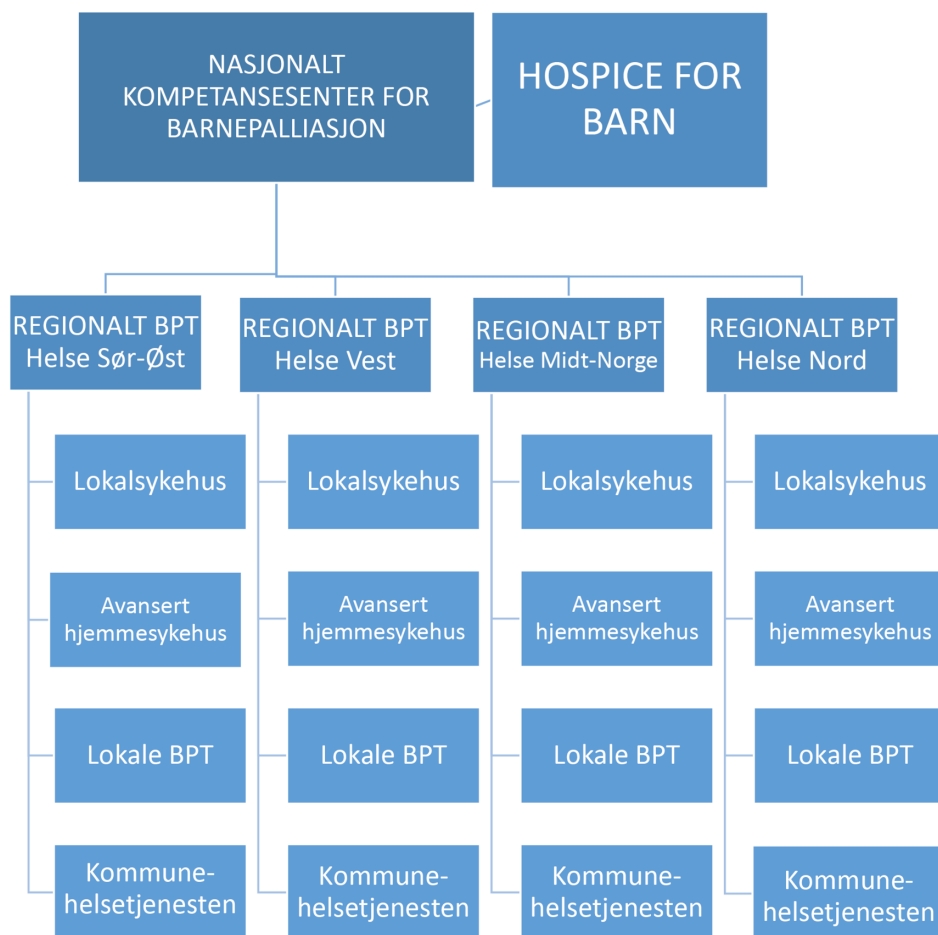 NASJONALT
KOMPETANSESENTER FOR
BARNEPALLIASJON
HOSPICE FOR
BARN
REGIONALT BPT
Helse Sør-Øst
REGIONALT BPT
Helse Vest
REGIONALT BPT
Helse Midt-Norge
REGIONALT BPT
Helse Nord
Lokalsykehus
Lokalsykehus
Lokalsykehus
Lokalsykehus
Avansert
hjemmesykehus
Avansert
hjemmesykehus
Avansert
hjemmesykehus
Avansert
hjemmesykehus
Lokale BPT
Lokale BPT
Lokale BPT
Lokale BPT
Kommune-
helsetjenesten
Kommune-
helsetjenesten
Kommune-
helsetjenesten
Kommune-
helsetjenesten